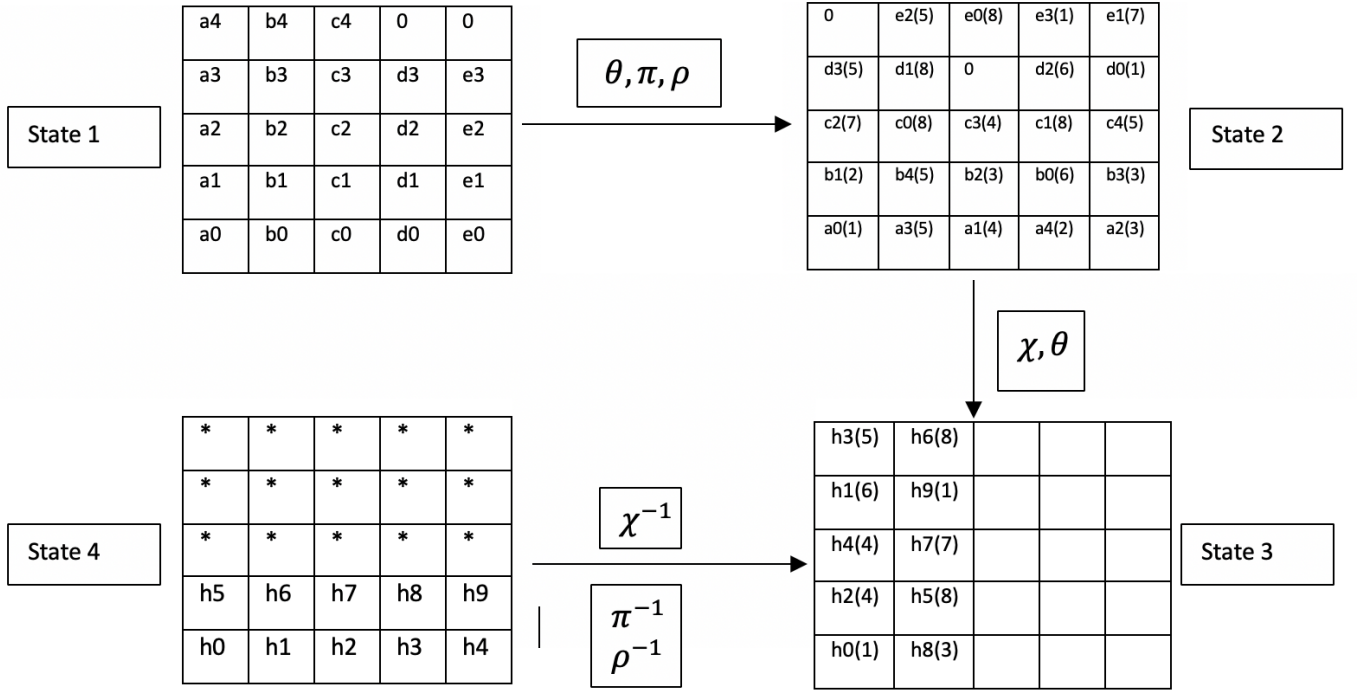 a4 b4 c4 0 0
a3 b3 c3 d3 e3
a2 b2 c2 d2 e2
a1 b1 c1 d1 e1
a0 b0 c0 d0 e0
State 1
θ, π, ρ
0 e2(5) e0(8) e3(1) e1(7)
d3(5) d1(8) 0 d2(6) d0(1)
c2(7) c0(8) c3(4) c1(8) c4(5)
b1(2) b4(5) b2(3) b0(6) b3(3)
a0(1) a3(5) a1(4) a4(2) a2(3)
State 2
χ, θ
* * * * *
* * * * *
* * * * *
h5 h6 h7 h8 h9
h0 h1 h2 h3 h4
State 4
χ⁻¹
π⁻¹
ρ⁻¹
h3(5) h6(8)
h1(6) h9(1)
h4(4) h7(7)
h2(4) h5(8)
h0(1) h8(3)
State 3